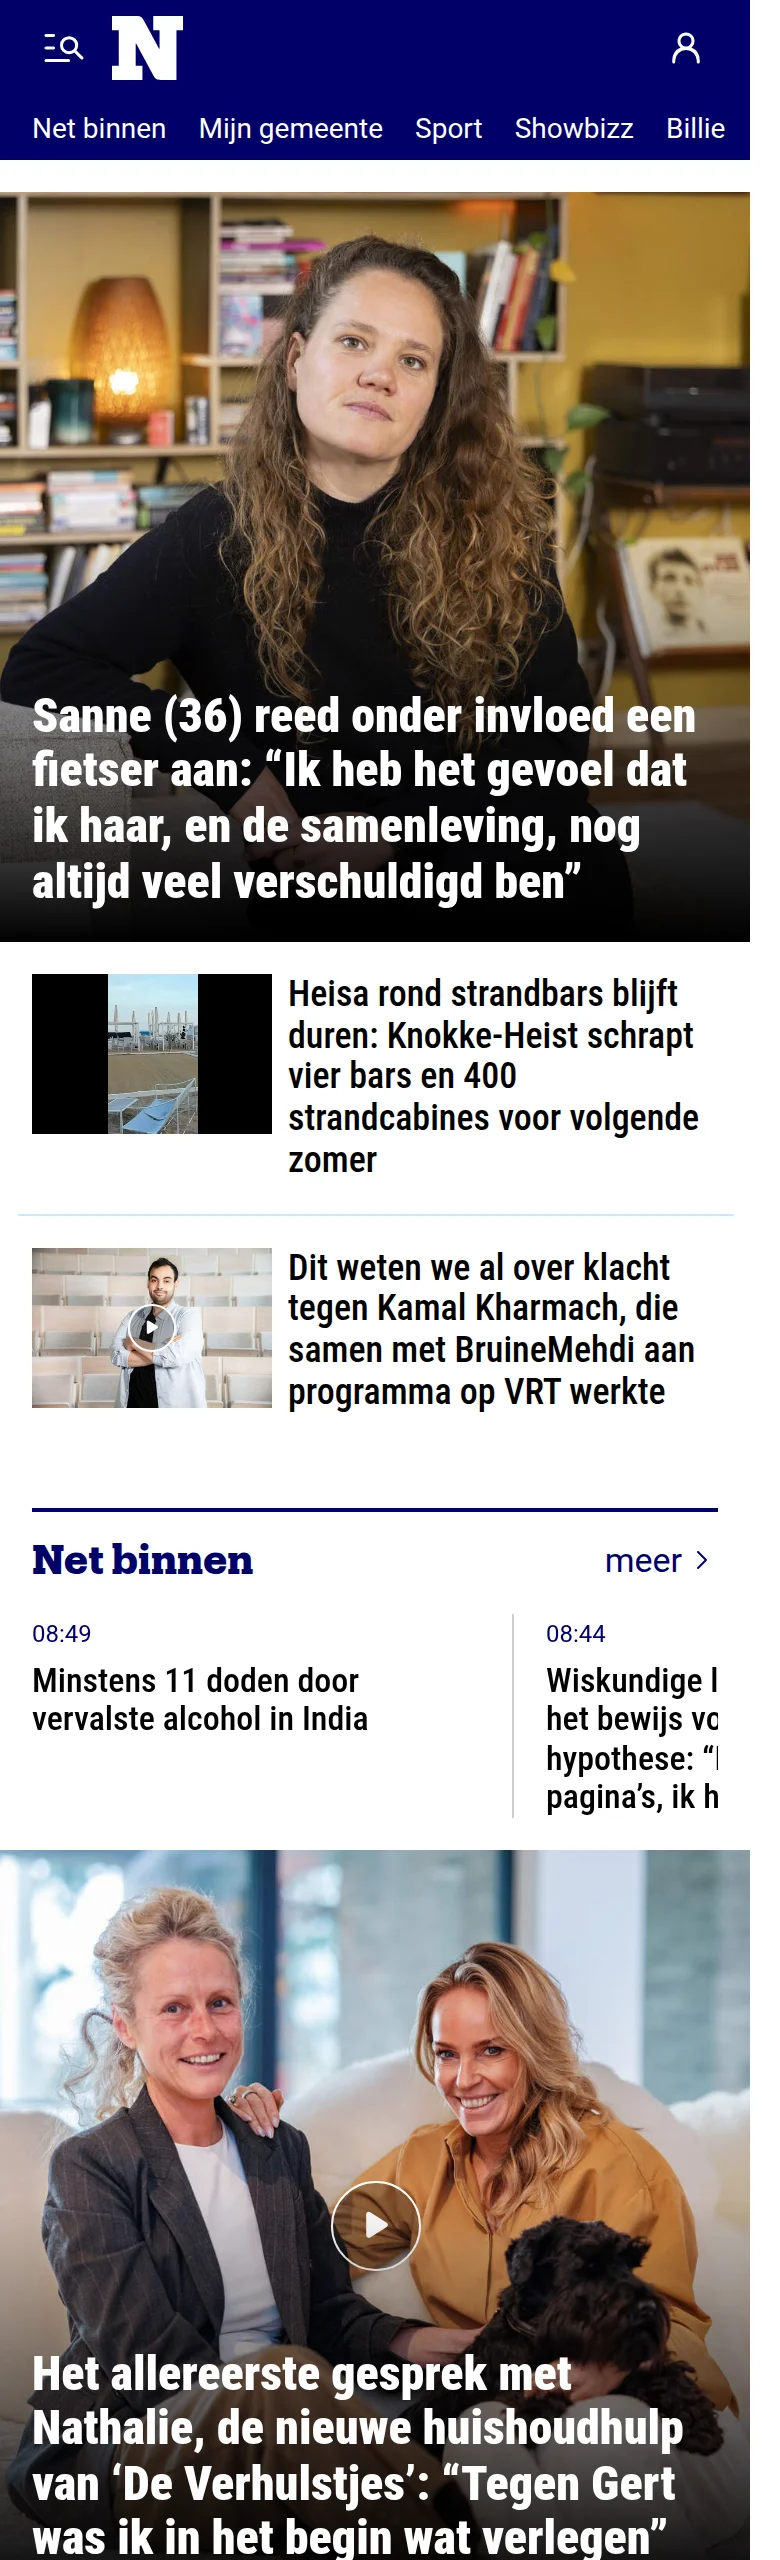 N
Net binnen Mijn gemeente Sport Showbizz Billie
Sanne (36) reed onder invloed een
fietser aan: “Ik heb het gevoel dat
ik haar, en de samenleving, nog
altijd veel verschuldigd ben”
Heisa rond strandbars blijft
duren: Knokke-Heist schrapt
vier bars en 400
strandcabines voor volgende
zomer
Dit weten we al over klacht
tegen Kamal Kharmach, die
samen met BruineMehdi aan
programma op VRT werkte
Net binnen meer
08:49
Minstens 11 doden door
vervalste alcohol in India
08:44
Wiskundige
het bewijs
hypothese:
pagina’s, ik
Het allereerste gesprek met
Nathalie, de nieuwe huishoudhulp
van ‘De Verhulstjes’: “Tegen Gert
was ik in het begin wat verlegen”